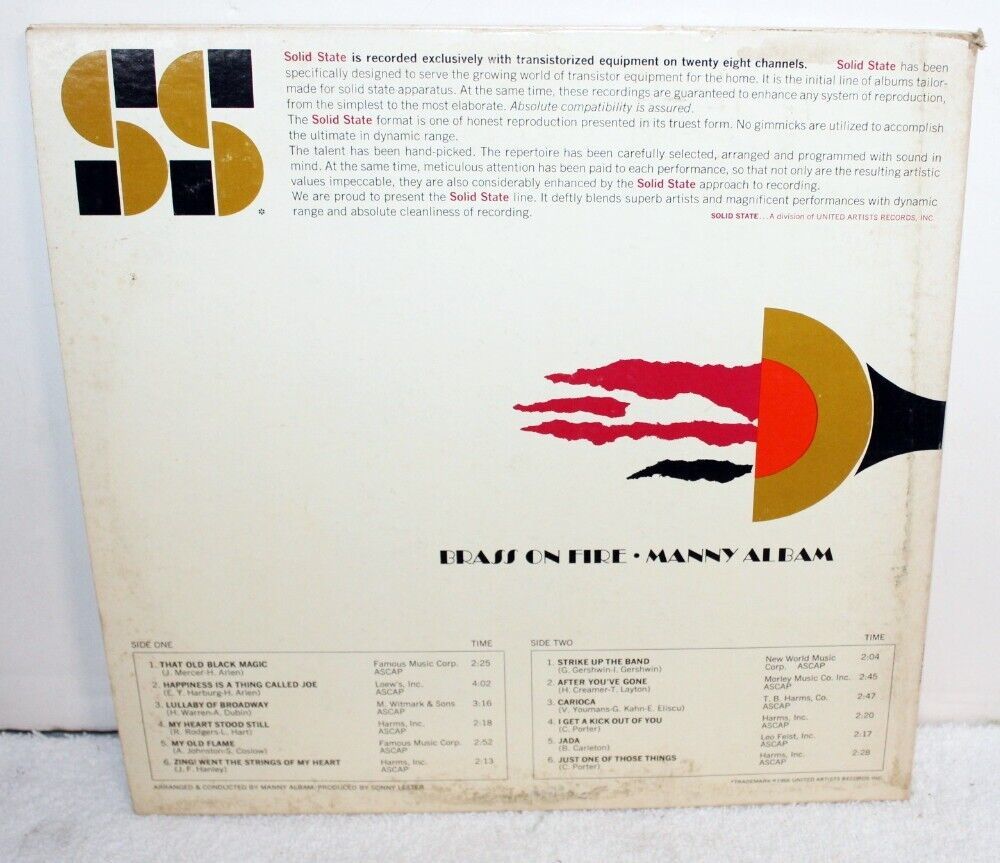 SS*
Solid State is recorded exclusively with transistorized equipment on twenty eight channels. Solid State has been
specifically designed to serve the growing world of transistor equipment for the home. It is the initial line of albums tailor-
made for solid state apparatus. At the same time, these recordings are guaranteed to enhance any system of reproduction,
from the simplest to the most elaborate. Absolute compatibility is assured.
The Solid State format is one of honest reproduction presented in its truest form. No gimmicks are utilized to accomplish
the ultimate in dynamic range.
The talent has been hand-picked. The repertoire has been carefully selected, arranged and programmed with sound in
mind. At the same time, meticulous attention has been paid to each performance, so that not only are the resulting artistic
values impeccable, they are also considerably enhanced by the Solid State approach to recording.
We are proud to present the Solid State line. It deftly blends superb artists and magnificent performances with dynamic
range and absolute cleanliness of recording.
SOLID STATE...A division of UNITED ARTISTS RECORDS, INC.
BRASS ON FIRE • MANNY ALBAM
SIDE ONE TIME
1. THAT OLD BLACK MAGIC Famous Music Corp. 2:25
(J. Mercer-H. Arlen) ASCAP
2. HAPPINESS IS A THING CALLED JOE Loew's, Inc. 4:02
(E. Y. Harburg-H. Arlen) ASCAP
3. LULLABY OF BROADWAY M. Witmark & Sons 3:16
(H. Warren-A. Dubin) ASCAP
4. MY HEART STOOD STILL Harms, Inc. 2:18
(R. Rodgers-L. Hart) ASCAP
5. MY OLD FLAME Famous Music Corp. 2:52
(A. Johnston-S. Coslow) ASCAP
6. ZING! WENT THE STRINGS OF MY HEART Harms, Inc. 2:13
(J. F. Hanley) ASCAP
ARRANGED & CONDUCTED BY MANNY ALBAM/PRODUCED BY SONNY LESTER
SIDE TWO TIME
1. STRIKE UP THE BAND New World Music 2:04
(G. Gershwin-I. Gershwin) Corp. ASCAP
2. AFTER YOU'VE GONE Morley Music Co. Inc. 2:45
(H. Creamer-T. Layton) ASCAP
3. CARIOCA T. B. Harms, Co. 2:47
(V. Youmans-G. Kahn-E. Eliscu) ASCAP
4. I GET A KICK OUT OF YOU Harms, Inc. 2:20
(C. Porter) ASCAP
5. JADA Leo Feist, Inc. 2:17
(B. Carleton) ASCAP
6. JUST ONE OF THOSE THINGS Harms, Inc. 2:28
(C. Porter) ASCAP
*TRADEMARK UNITED ARTISTS RECORDS INC.